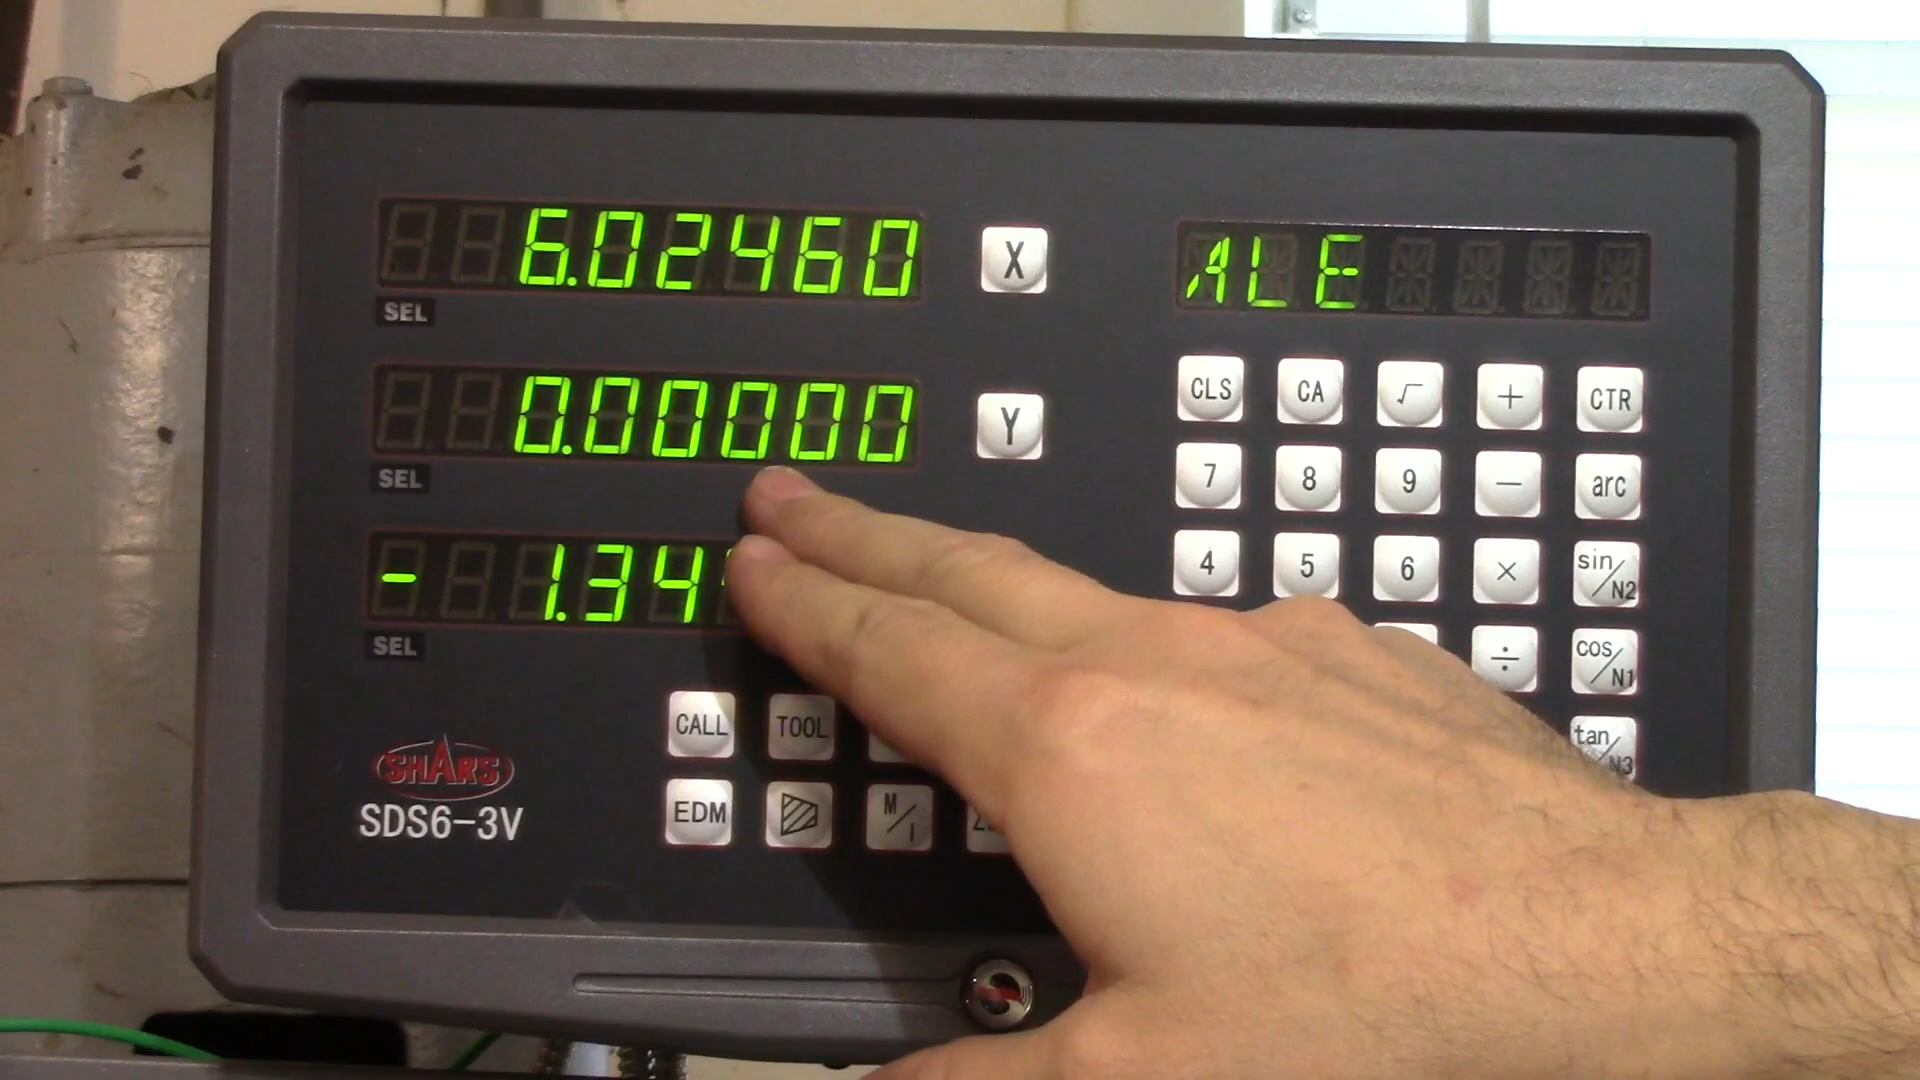 6.02460
X
ALE
SEL
0.00000
Y
SEL
- 1.34
SEL
CLS CA √ + CTR
7 8 9 — arc
4 5 6 × sin/N2
÷ cos/N1
tan/N3
CALL TOOL
EDM M/I
SHARS
SDS6-3V